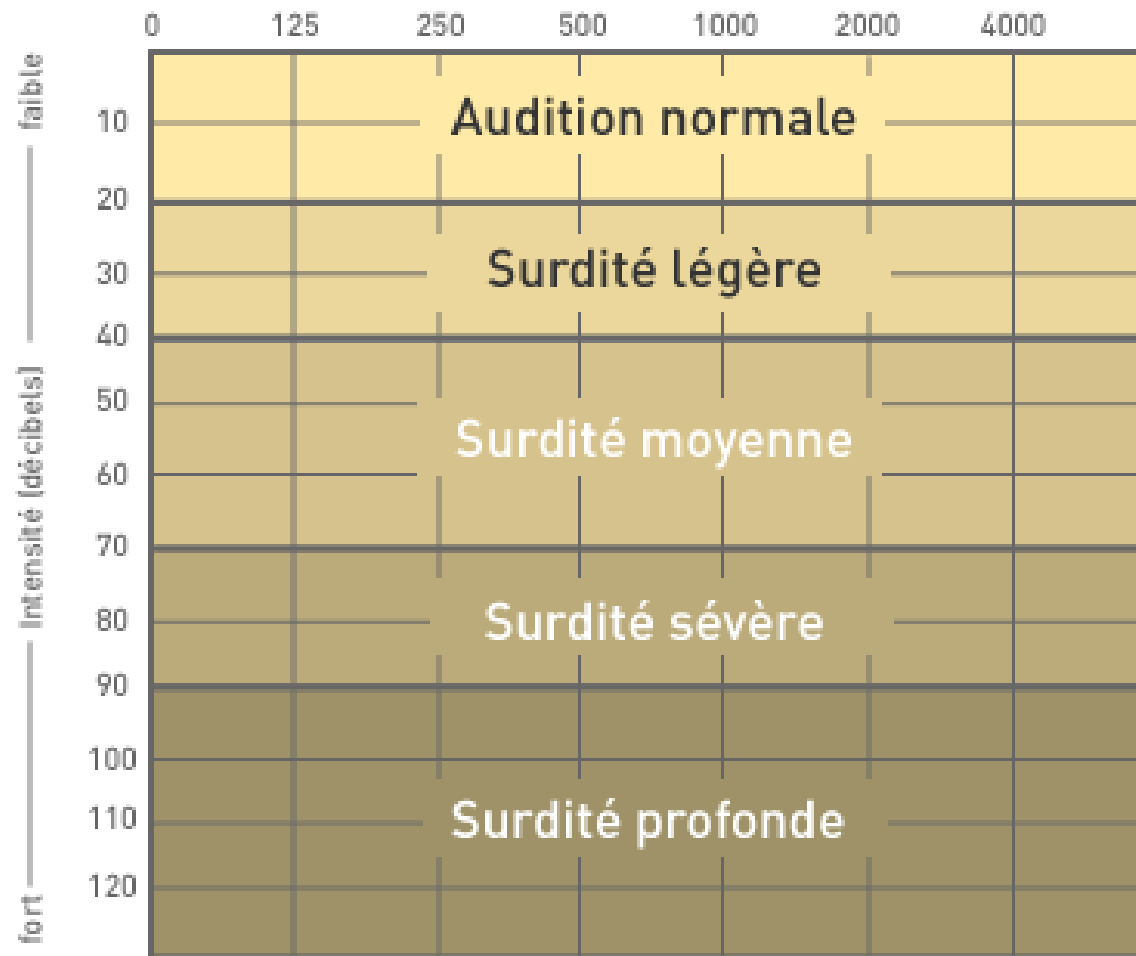 0 125 250 500 1000 2000 4000
faible
Intensité (décibels)
fort
10
Audition normale
20
30
Surdité légère
40
50
Surdité moyenne
60
70
80
Surdité sévère
90
100
110
Surdité profonde
120